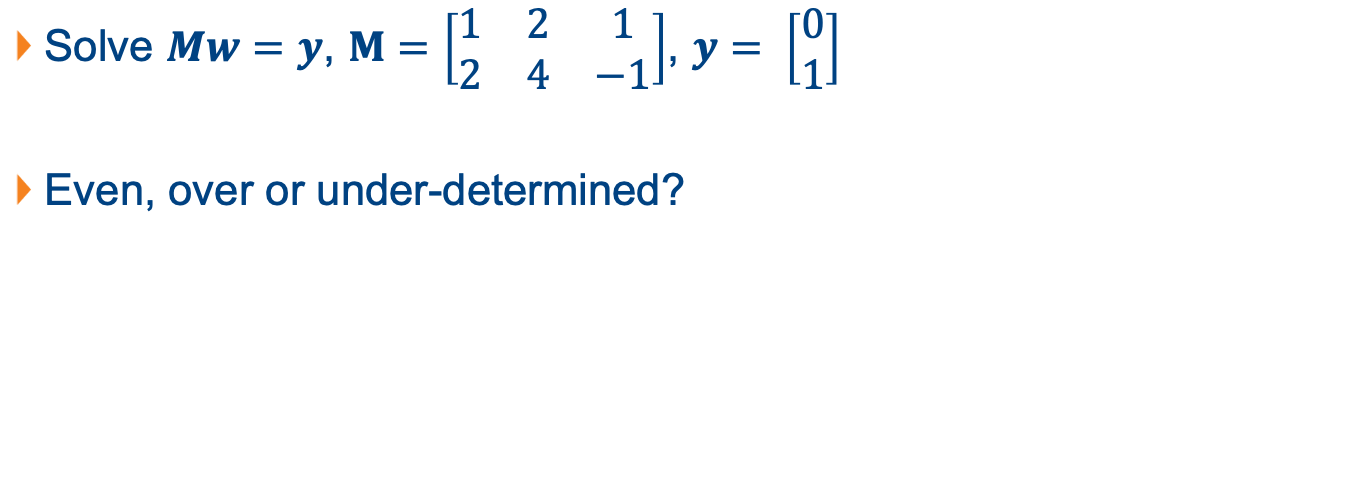 Solve Mw = y, M = [1 2 1
2 4 −1], y = [0
1]
Even, over or under-determined?